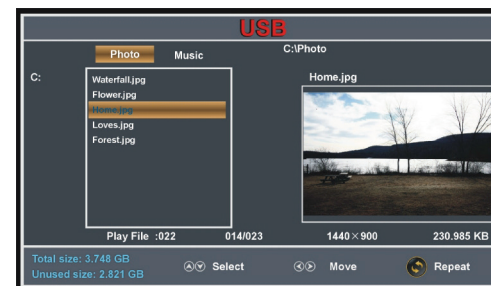 USB
Photo Music C:\Photo
C: Home.jpg
Waterfall.jpg
Flower.jpg
Home.jpg
Loves.jpg
Forest.jpg
Play File :022 014/023 1440×900 230.985 KB
Total size: 3.748 GB
Unused size: 2.821 GB
Select Move Repeat